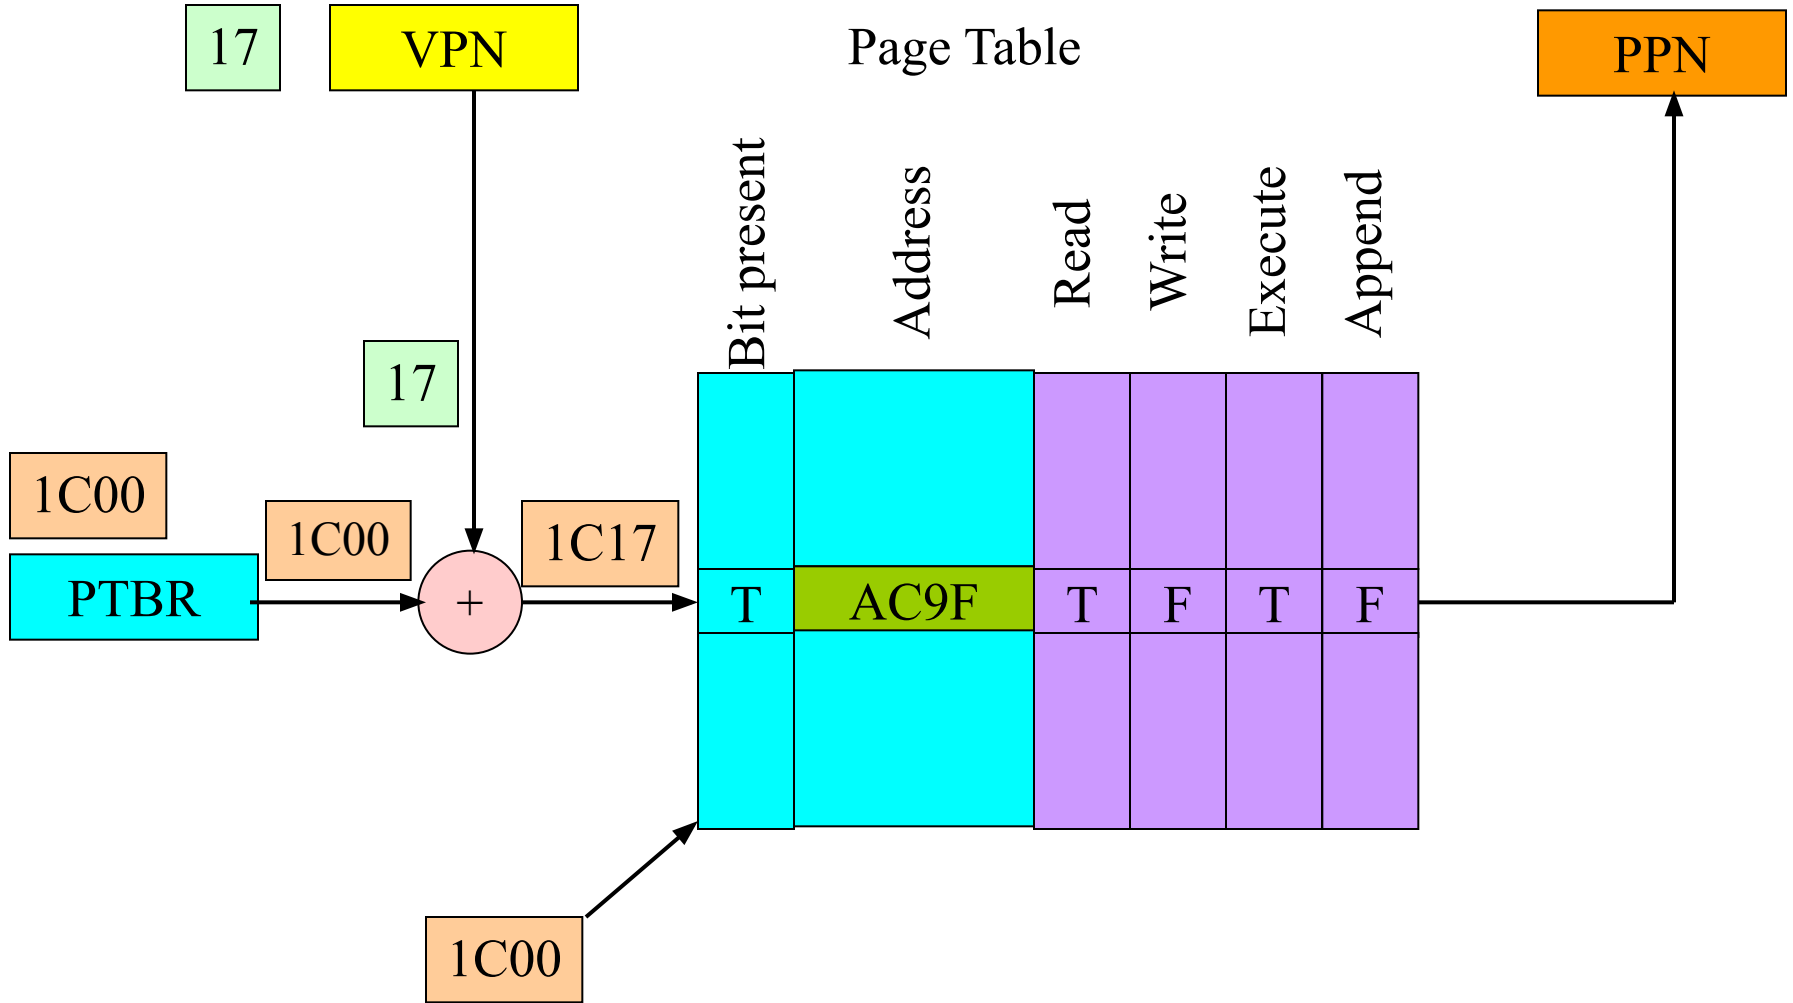 17
VPN
Page Table
PPN
Bit present
Address
Read
Write
Execute
Append
17
1C00
1C00
1C17
PTBR
+
T
AC9F
T
F
T
F
1C00